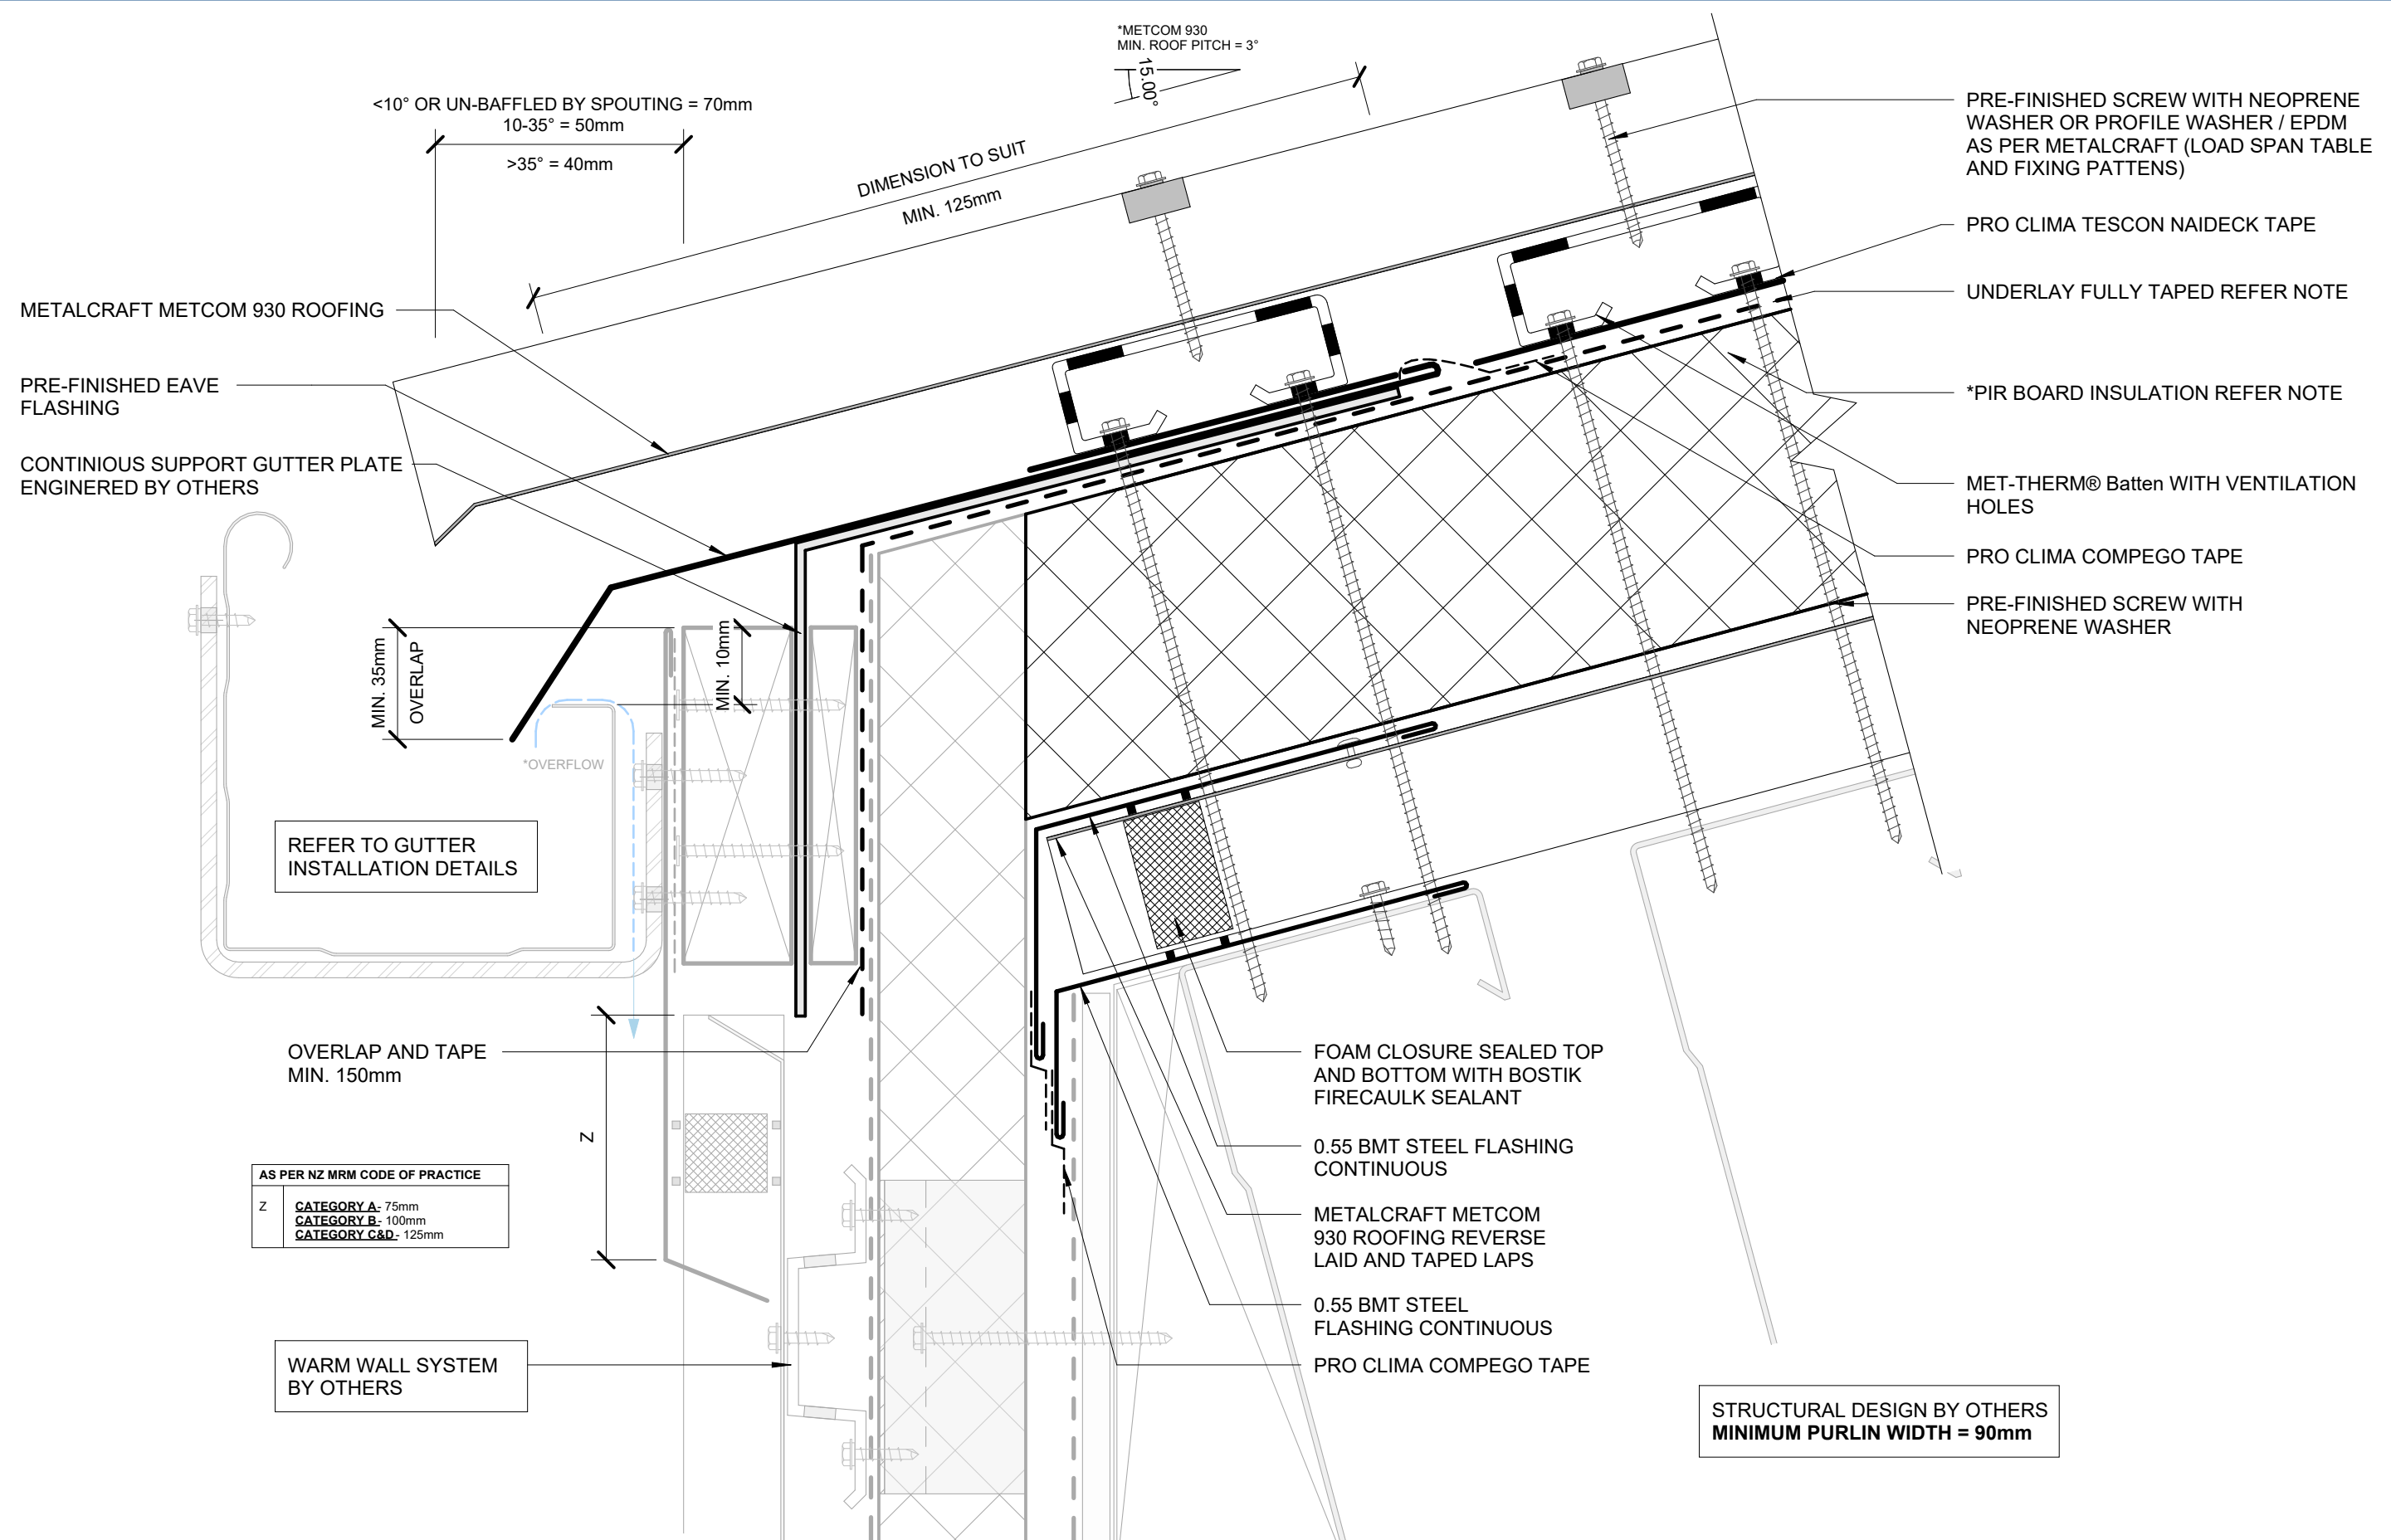 *METCOM 930
MIN. ROOF PITCH = 3°
15.00°
<10° OR UN-BAFFLED BY SPOUTING = 70mm
10-35° = 50mm
>35° = 40mm
DIMENSION TO SUIT
MIN. 125mm
METALCRAFT METCOM 930 ROOFING
PRE-FINISHED EAVE
FLASHING
CONTINIOUS SUPPORT GUTTER PLATE
ENGINERED BY OTHERS
MIN. 35mm
OVERLAP
MIN. 10mm
*OVERFLOW
REFER TO GUTTER
INSTALLATION DETAILS
OVERLAP AND TAPE
MIN. 150mm
Z
AS PER NZ MRM CODE OF PRACTICE
Z
CATEGORY A- 75mm
CATEGORY B- 100mm
CATEGORY C&D- 125mm
WARM WALL SYSTEM
BY OTHERS
PRE-FINISHED SCREW WITH NEOPRENE
WASHER OR PROFILE WASHER / EPDM
AS PER METALCRAFT (LOAD SPAN TABLE
AND FIXING PATTENS)
PRO CLIMA TESCON NAIDECK TAPE
UNDERLAY FULLY TAPED REFER NOTE
*PIR BOARD INSULATION REFER NOTE
MET-THERM® Batten WITH VENTILATION
HOLES
PRO CLIMA COMPEGO TAPE
PRE-FINISHED SCREW WITH
NEOPRENE WASHER
FOAM CLOSURE SEALED TOP
AND BOTTOM WITH BOSTIK
FIRECAULK SEALANT
0.55 BMT STEEL FLASHING
CONTINUOUS
METALCRAFT METCOM
930 ROOFING REVERSE
LAID AND TAPED LAPS
0.55 BMT STEEL
FLASHING CONTINUOUS
PRO CLIMA COMPEGO TAPE
STRUCTURAL DESIGN BY OTHERS
MINIMUM PURLIN WIDTH = 90mm